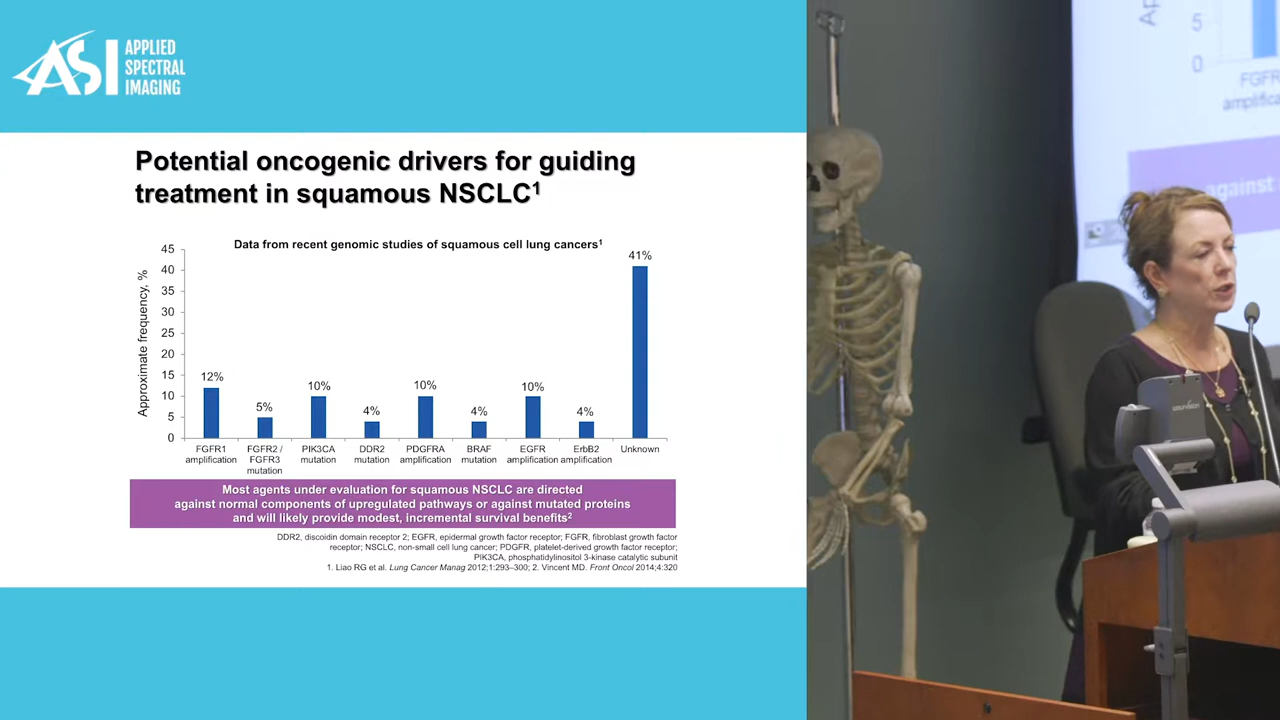 ASI
APPLIED
SPECTRAL
IMAGING
Potential oncogenic drivers for guiding
treatment in squamous NSCLC1
Data from recent genomic studies of squamous cell lung cancers1
Approximate frequency, %
45
40
35
30
25
20
15
10
5
0
12%
5%
10%
4%
10%
4%
10%
4%
41%
FGFR1 amplification
FGFR2 / FGFR3 mutation
PIK3CA mutation
DDR2 mutation
PDGFRA amplification
BRAF mutation
EGFR amplification
ErbB2 amplification
Unknown
Most agents under evaluation for squamous NSCLC are directed
against normal components of upregulated pathways or against mutated proteins
and will likely provide modest, incremental survival benefits2
DDR2, discoidin domain receptor 2; EGFR, epidermal growth factor receptor; FGFR, fibroblast growth factor
receptor; NSCLC, non-small cell lung cancer; PDGFR, platelet-derived growth factor receptor;
PIK3CA, phosphatidylinositol 3-kinase catalytic subunit
1. Liao RG et al. Lung Cancer Manag 2012;1:293–300; 2. Vincent MD. Front Oncol 2014;4:320
5
0
FGFR
amplifica
against